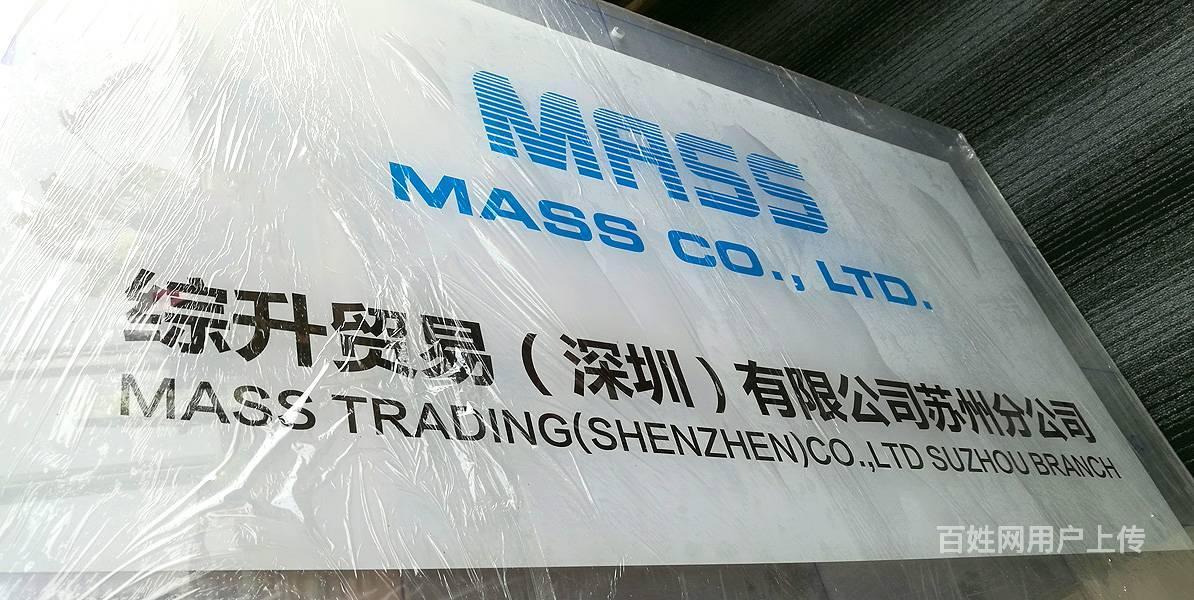 MASS
MASS CO., LTD.
综升贸易（深圳）有限公司苏州分公司
MASS TRADING(SHENZHEN)CO.,LTD SUZHOU BRANCH
百姓网用户上传